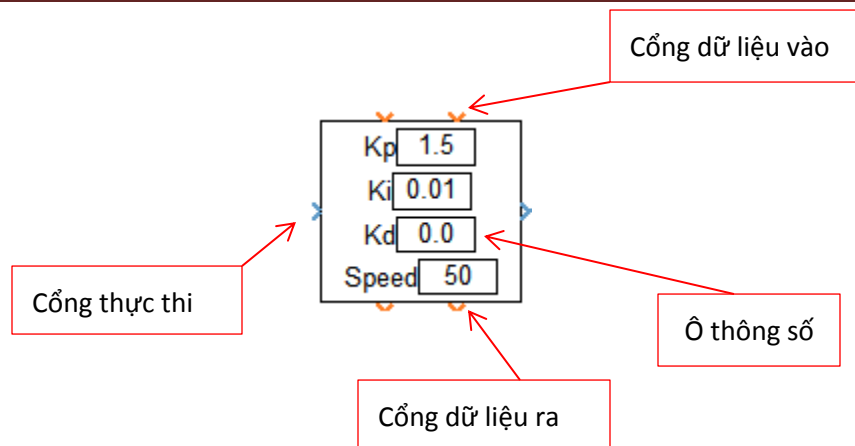 Cổng dữ liệu vào
Kp 1.5
Ki 0.01
Kd 0.0
Speed 50
Cổng thực thi
Ô thông số
Cổng dữ liệu ra